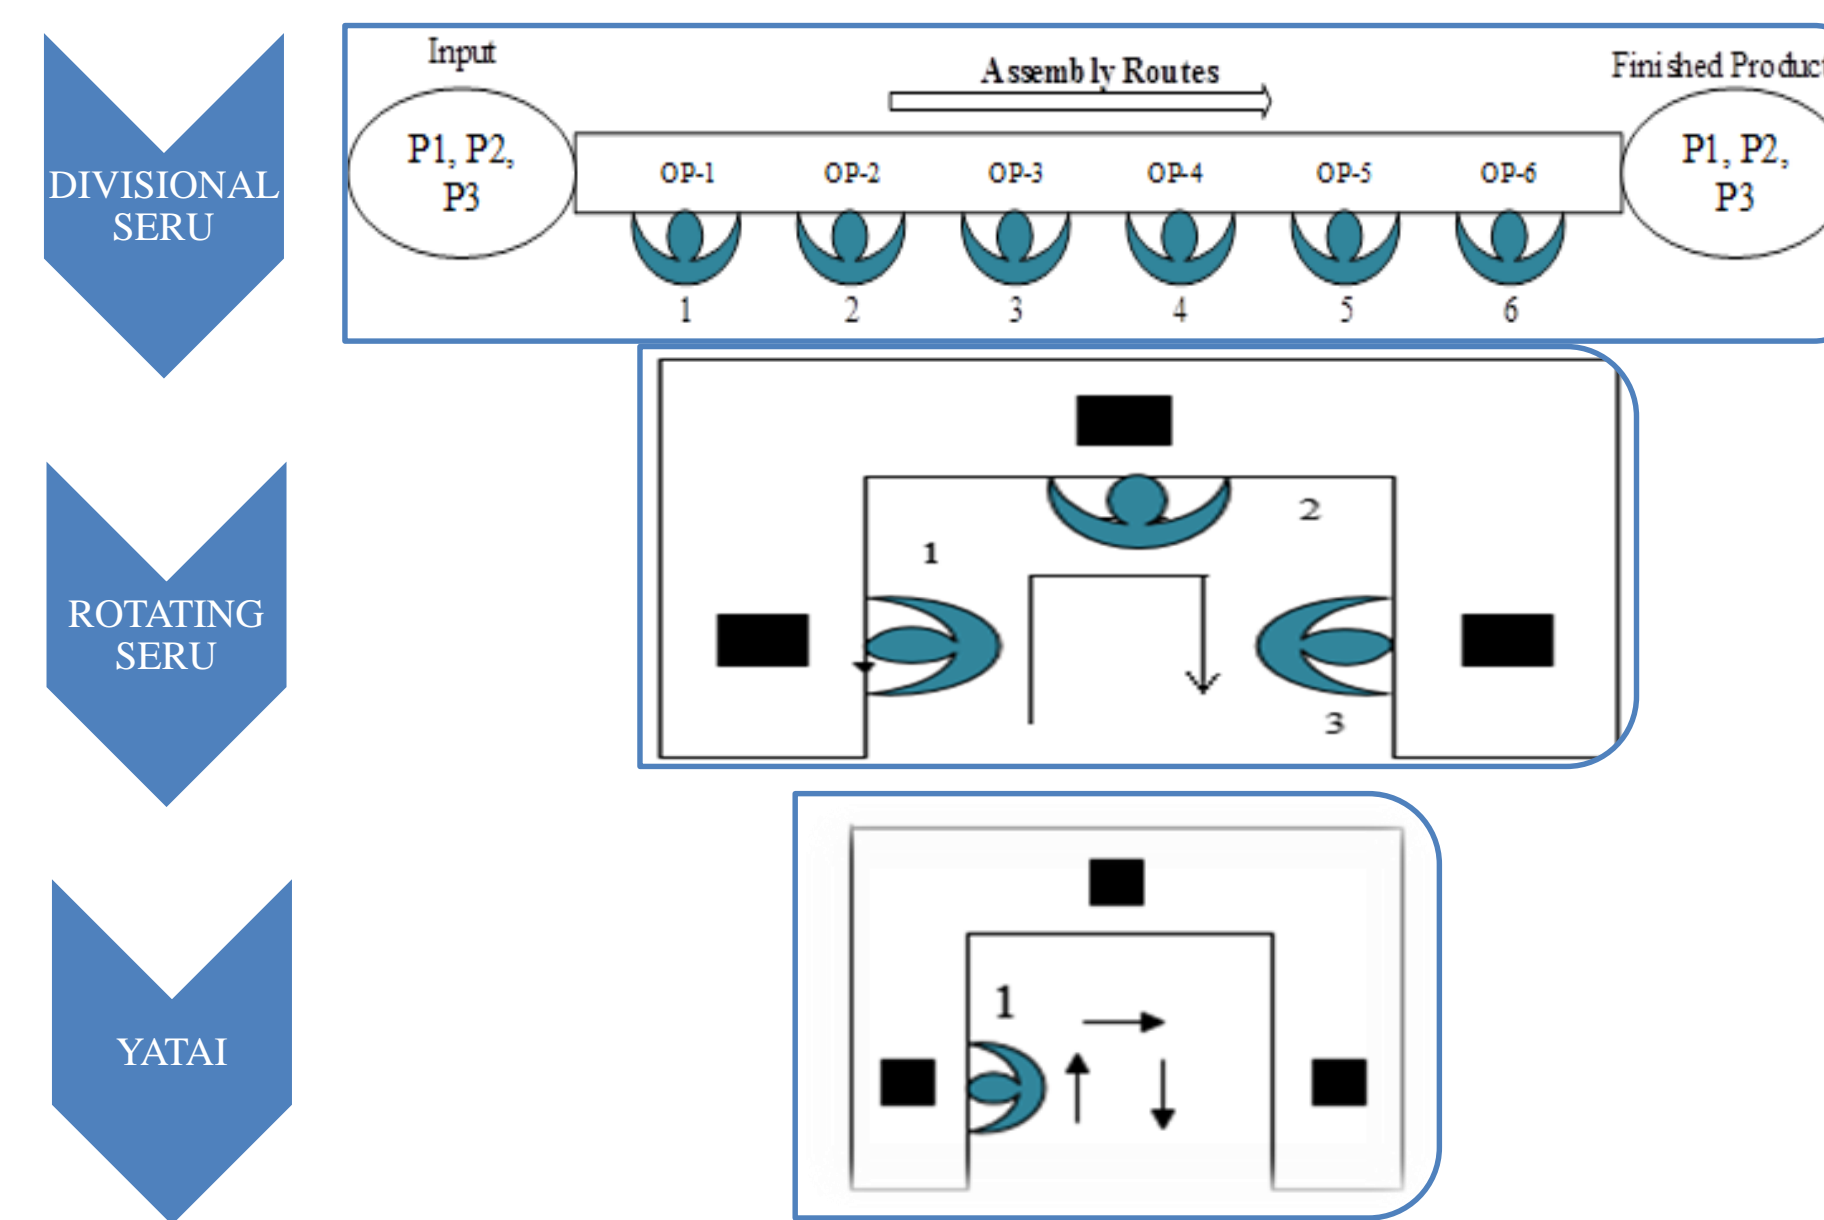 DIVISIONAL
SERU
Input
Assembly Routes
Finished Product
P1, P2,
P3
OP-1 OP-2 OP-3 OP-4 OP-5 OP-6
P1, P2,
P3
1 2 3 4 5 6
ROTATING
SERU
2
1
3
YATAI
1